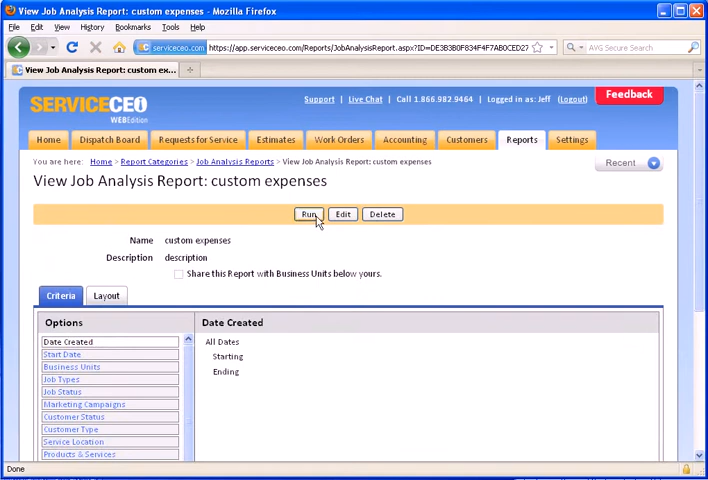 View Job Analysis Report: custom expenses - Mozilla Firefox
File Edit View History Bookmarks Tools Help
serviceceo.com https://app.serviceceo.com/Reports/JobAnalysisReport.aspx?ID=DE3B3B0F834F4F7AB0CED27 AVG Secure Search
View Job Analysis Report: custom ex...
SERVICECEO
WEBEdition
Support | Live Chat | Call 1.866.982.9464 | Logged in as: Jeff (Logout) Feedback
Home Dispatch Board Requests for Service Estimates Work Orders Accounting Customers Reports Settings
You are here: Home > Report Categories > Job Analysis Reports > View Job Analysis Report: custom expenses Recent
View Job Analysis Report: custom expenses
Run Edit Delete
Name custom expenses
Description description
Share this Report with Business Units below yours.
Criteria Layout
Options Date Created
Date Created All Dates
Start Date Starting
Business Units Ending
Job Types
Job Status
Marketing Campaigns
Customer Status
Customer Type
Service Location
Products & Services
Done